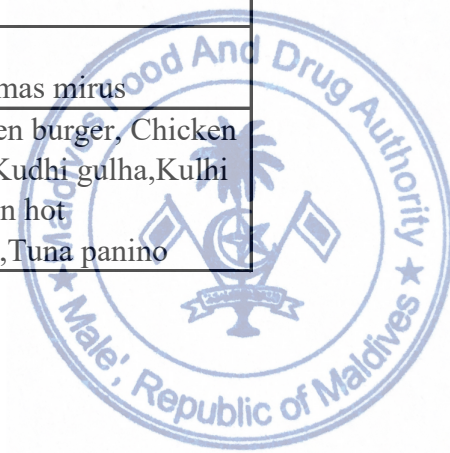 mas mirus
en burger, Chicken
Kudhi gulha,Kulhi
n hot
,Tuna panino
Maldives Food And Drug Authority
Male', Republic of Maldives